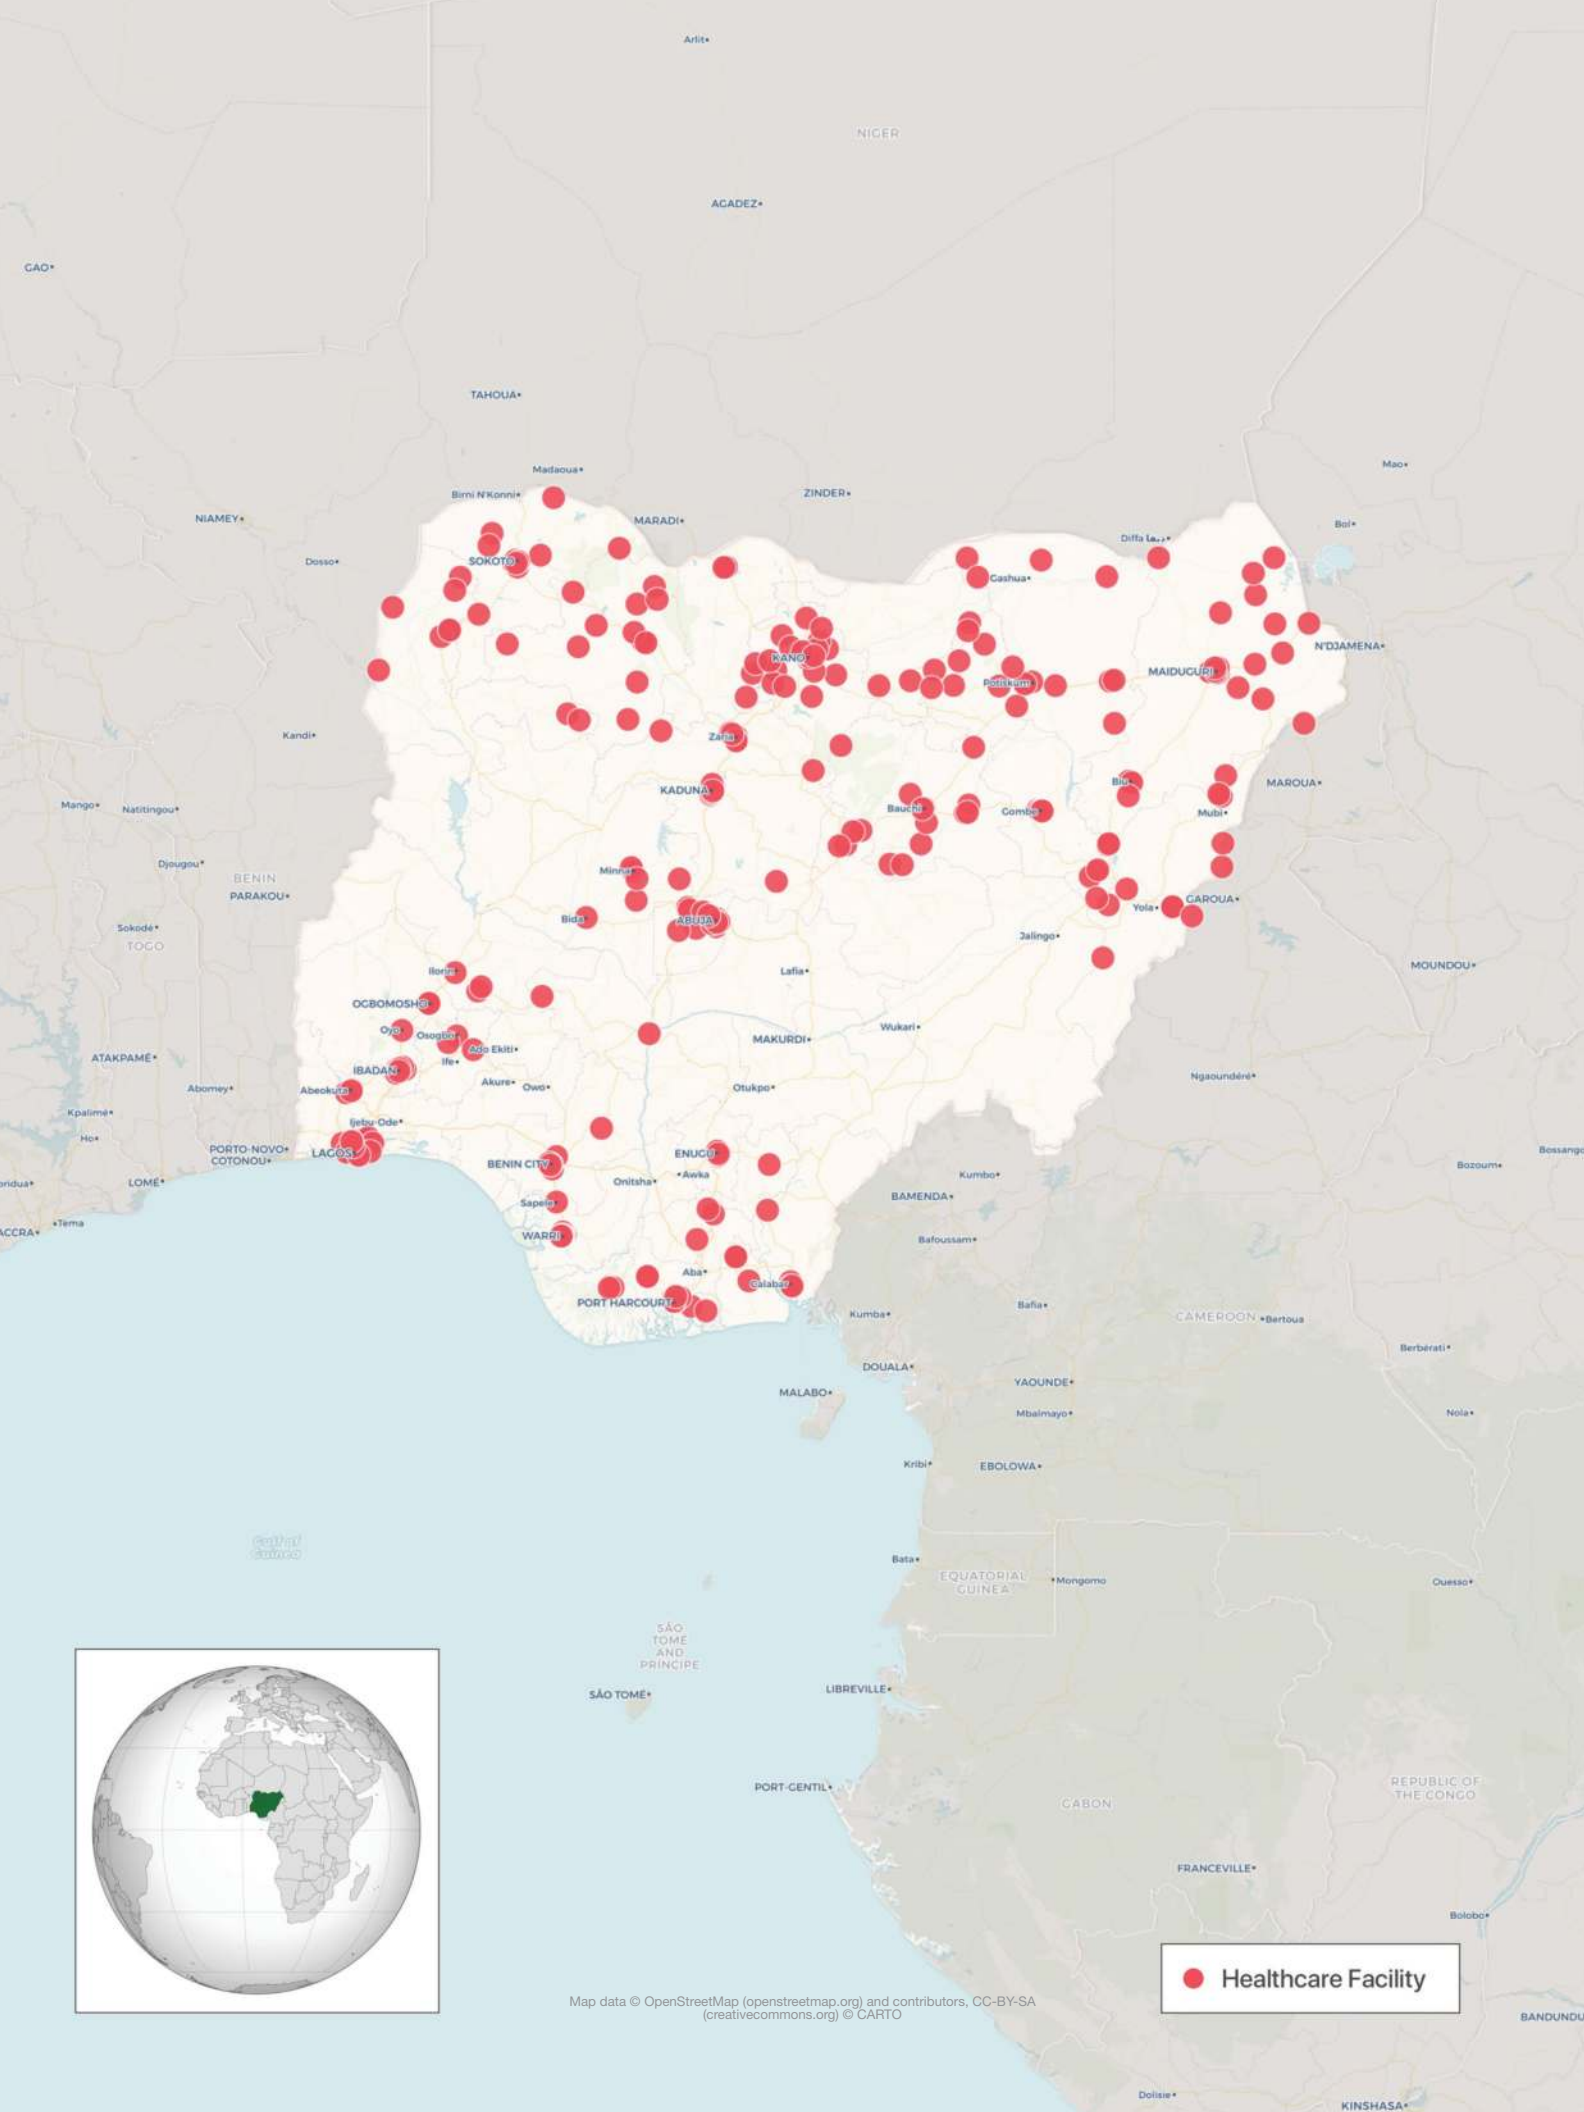 Arlit
NIGER
AGADEZ
GAO
TAHOUA
Mao
Madaoua
Birni N'Konni
ZINDER
NIAMEY
MARADI
Bol
Diffa
Dosso
SOKOTO
Gashua
N'DJAMENA
KANO
MAIDUGURI
Potiskum
Kandi
Zaria
Biu
MAROUA
KADUNA
Mango
Natitingou
Bauchi
Gombe
Mubi
Djougou
Minna
BENIN
PARAKOU
GAROUA
Yola
Bida
ABUJA
Sokodé
TOGO
Jalingo
MOUNDOU
Ilorin
Lafia
OGBOMOSHO
Oyo
Osogbo
Wukari
MAKURDI
Ado Ekiti
ATAKPAMÉ
Ife
IBADAN
Ngaoundéré
Akure
Owo
Otukpo
Abomey
Abeokuta
Kpalimé
Ijebu-Ode
Ho
PORTO-NOVO
COTONOU
LAGOS
ENUGU
Bossango
BENIN CITY
Bozoum
Awka
Kumbo
Onitsha
LOMÉ
oridua
BAMENDA
Sapele
Tema
ACCRA
WARRI
Bafoussam
Aba
Calabar
PORT HARCOURT
Bafia
Kumba
CAMEROON
Bertoua
Berbérati
DOUALA
YAOUNDE
MALABO
Mbalmayo
Nola
Kribi
EBOLOWA
Gulf of
Guinea
Bata
EQUATORIAL
GUINEA
Mongomo
Ouesso
SÃO
TOMÉ
AND
PRÍNCIPE
LIBREVILLE
SÃO TOMÉ
PORT-GENTIL
REPUBLIC OF
THE CONGO
GABON
FRANCEVILLE
Bolobo
Healthcare Facility
Map data © OpenStreetMap (openstreetmap.org) and contributors, CC-BY-SA
(creativecommons.org) © CARTO
BANDUNDU
Dolisie
KINSHASA